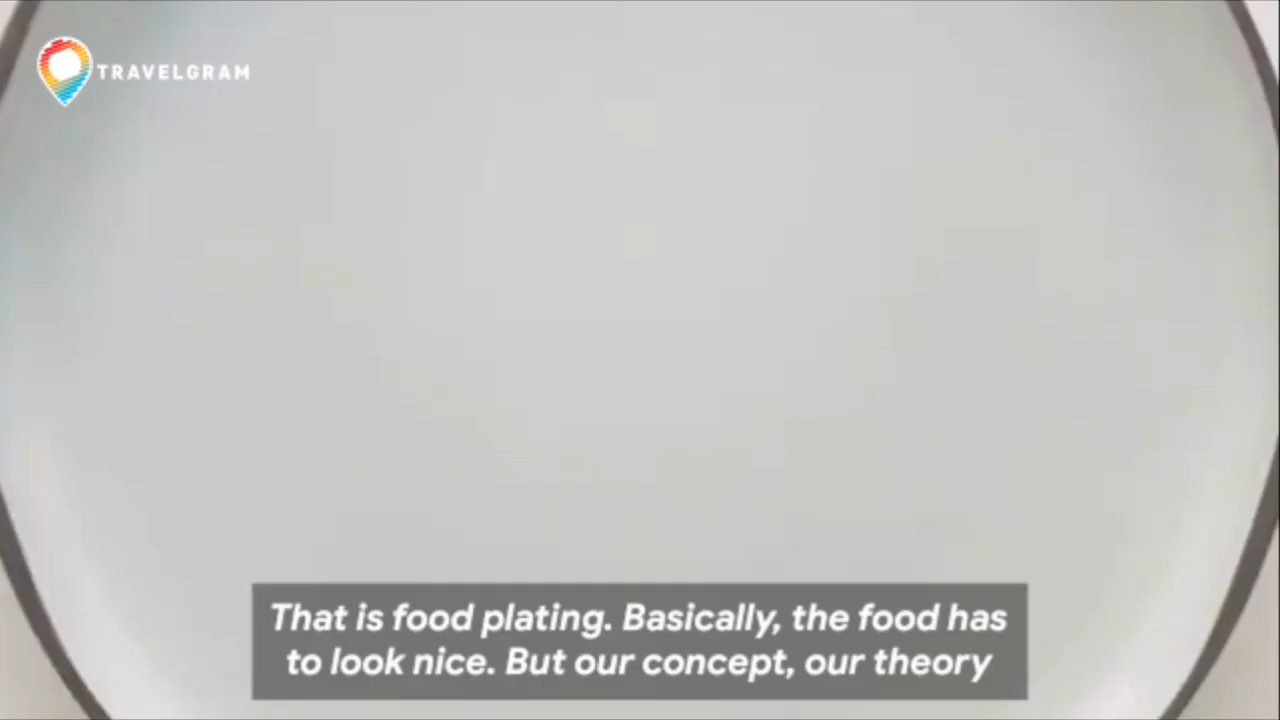 TRAVELGRAM
That is food plating. Basically, the food has
to look nice. But our concept, our theory